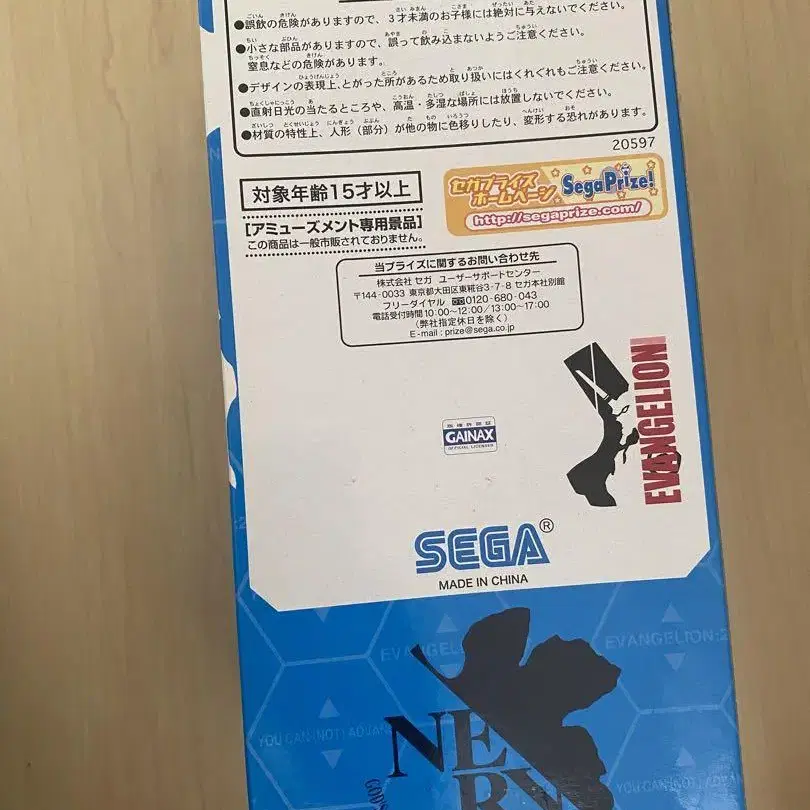 ●誤飲の危険がありますので、3才未満のお子様には絶対に与えないでください。
●小さな部品がありますので、誤って飲み込まないようご注意ください。
窒息などの危険があります。
●デザインの表現上、とがった所があるため取り扱いにはくれぐれもご注意ください。
●直射日光の当たるところや、高温・多湿な場所には放置しないでください。
●材質の特性上、人形（部分）が他の物に色移りしたり、変形する恐れがあります。
20597
対象年齢15才以上
セガプライズ
ホームページ
SegaPrize!
http://segaprize.com/
【アミューズメント専用景品】
この商品は一般市販されておりません。
当プライズに関するお問い合わせ先
株式会社 セガ ユーザーサポートセンター
〒144-0033 東京都大田区東糀谷3-7-8 セガ本社別館
フリーダイヤル 0120-680-043
電話受付時間 10:00〜12:00/13:00〜17:00
（弊社指定休日を除く）
E-mail : prize@sega.co.jp
EVANGELION
版権許諾証
GAINAX
OFFICIAL LICENSED
SEGA®
MADE IN CHINA
EVANGELION:2
EVANGEL
YOU CAN (NOT) ADVAN
NERV
GOD'S
YOU CAN (NOT)